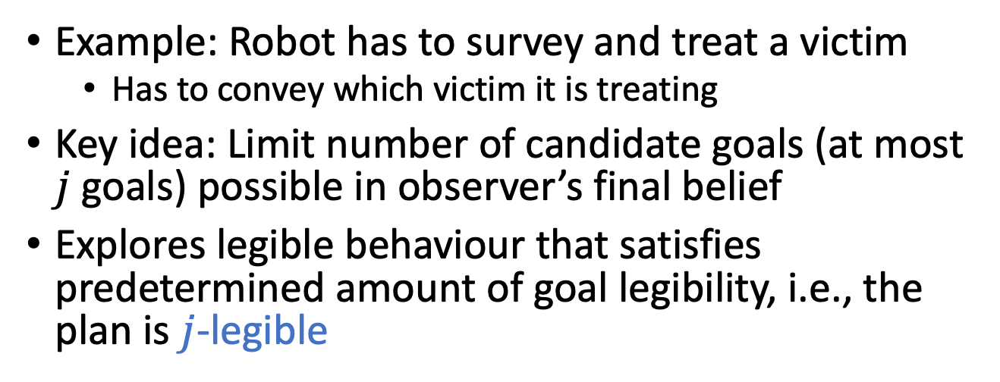 • Example: Robot has to survey and treat a victim
• Has to convey which victim it is treating
• Key idea: Limit number of candidate goals (at most
j goals) possible in observer’s final belief
• Explores legible behaviour that satisfies
predetermined amount of goal legibility, i.e., the
plan is j-legible